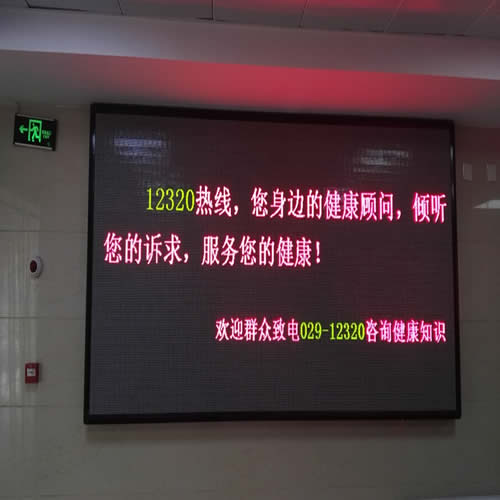 12320热线，您身边的健康顾问，倾听
您的诉求，服务您的健康！
欢迎群众致电029-12320咨询健康知识